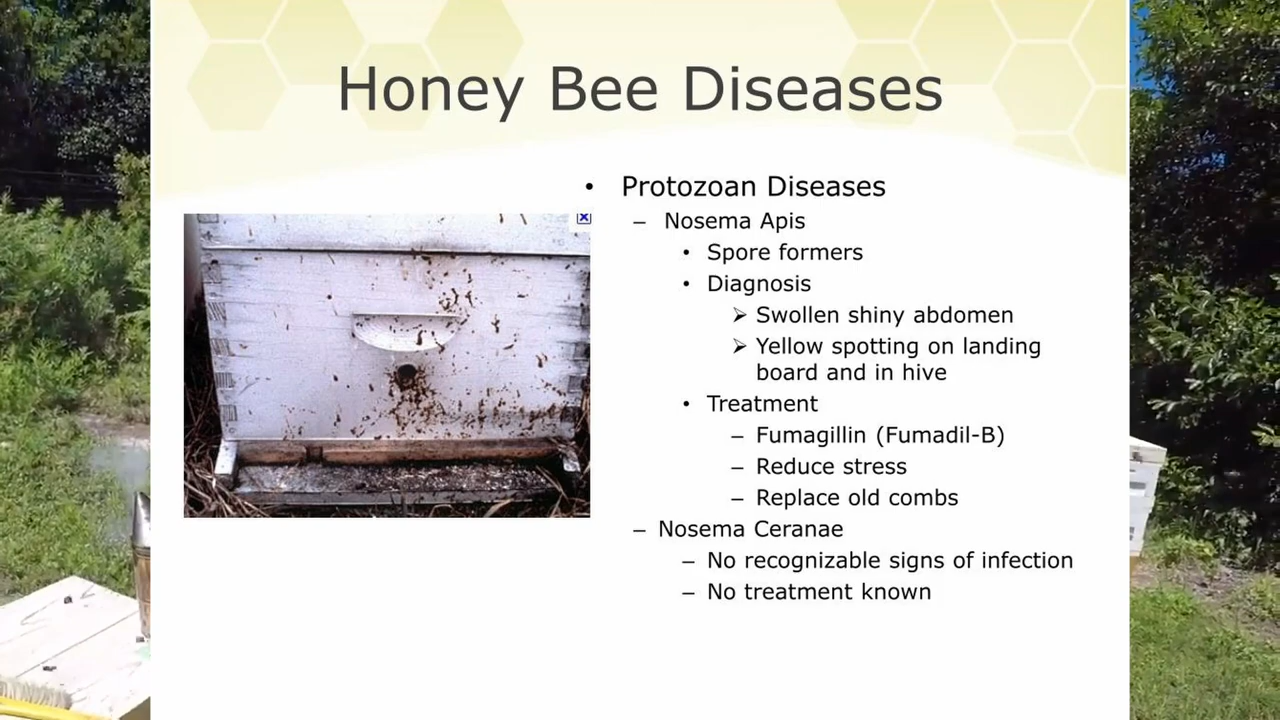 Honey Bee Diseases
• Protozoan Diseases
– Nosema Apis
• Spore formers
• Diagnosis
➢ Swollen shiny abdomen
➢ Yellow spotting on landing
board and in hive
• Treatment
– Fumagillin (Fumadil-B)
– Reduce stress
– Replace old combs
– Nosema Ceranae
– No recognizable signs of infection
– No treatment known